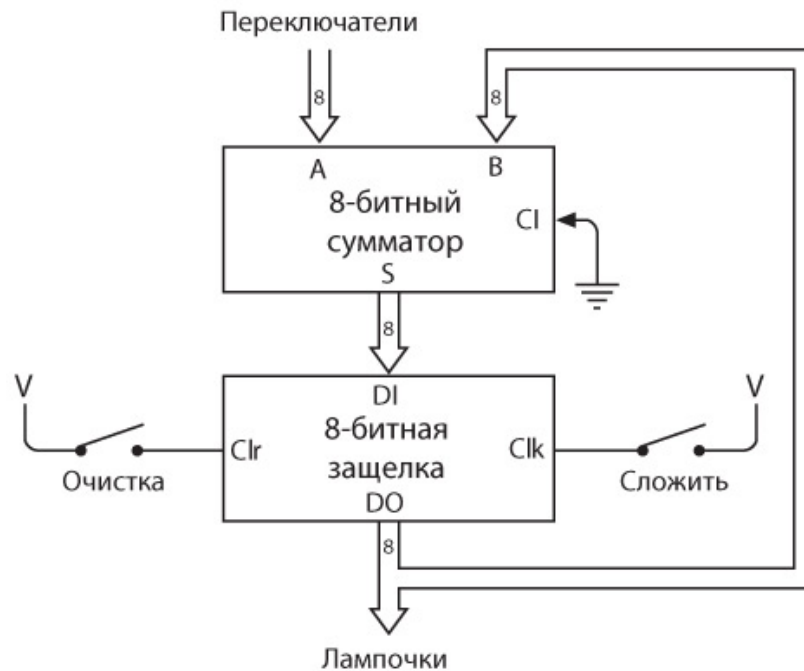 Переключатели
8
8
A
B
8-битный
сумматор
CI
S
8
V
V
DI
Clr
8-битная
защелка
Clk
Очистка
Сложить
DO
8
Лампочки